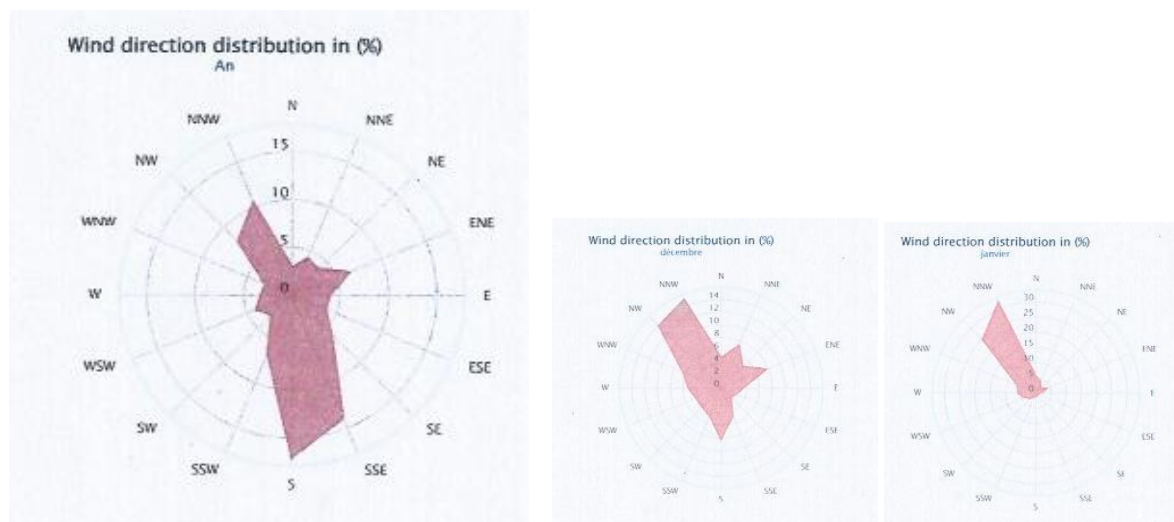 Wind direction distribution in (%)
An
N
NNW
NNE
15
NW
NE
10
WNW
ENE
5
0
W
E
WSW
ESE
SW
SE
SSW
SSE
S
Wind direction distribution in (%)
décembre
N
NNW
NNE
14
12
NW
NE
10
8
6
WNW
ENE
4
2
0
W
E
WSW
ESE
SW
SE
SSW
SSE
S
Wind direction distribution in (%)
janvier
N
NNW
NNE
30
25
NW
NE
20
15
WNW
ENE
10
5
0
W
E
WSW
ESE
SW
SE
SSW
SSE
S